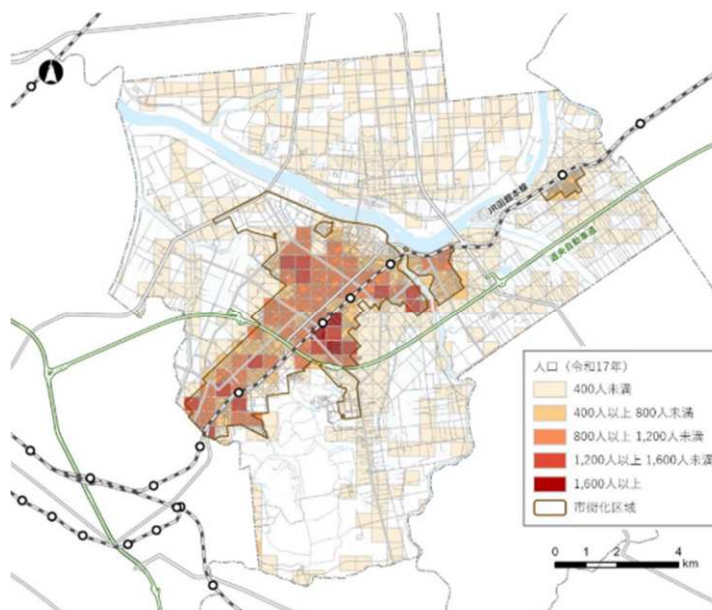 JR函館本線
道央自動車道
人口（令和17年）
400人未満
400人以上 800人未満
800人以上 1,200人未満
1,200人以上 1,600人未満
1,600人以上
市街化区域
0 1 2 4
km